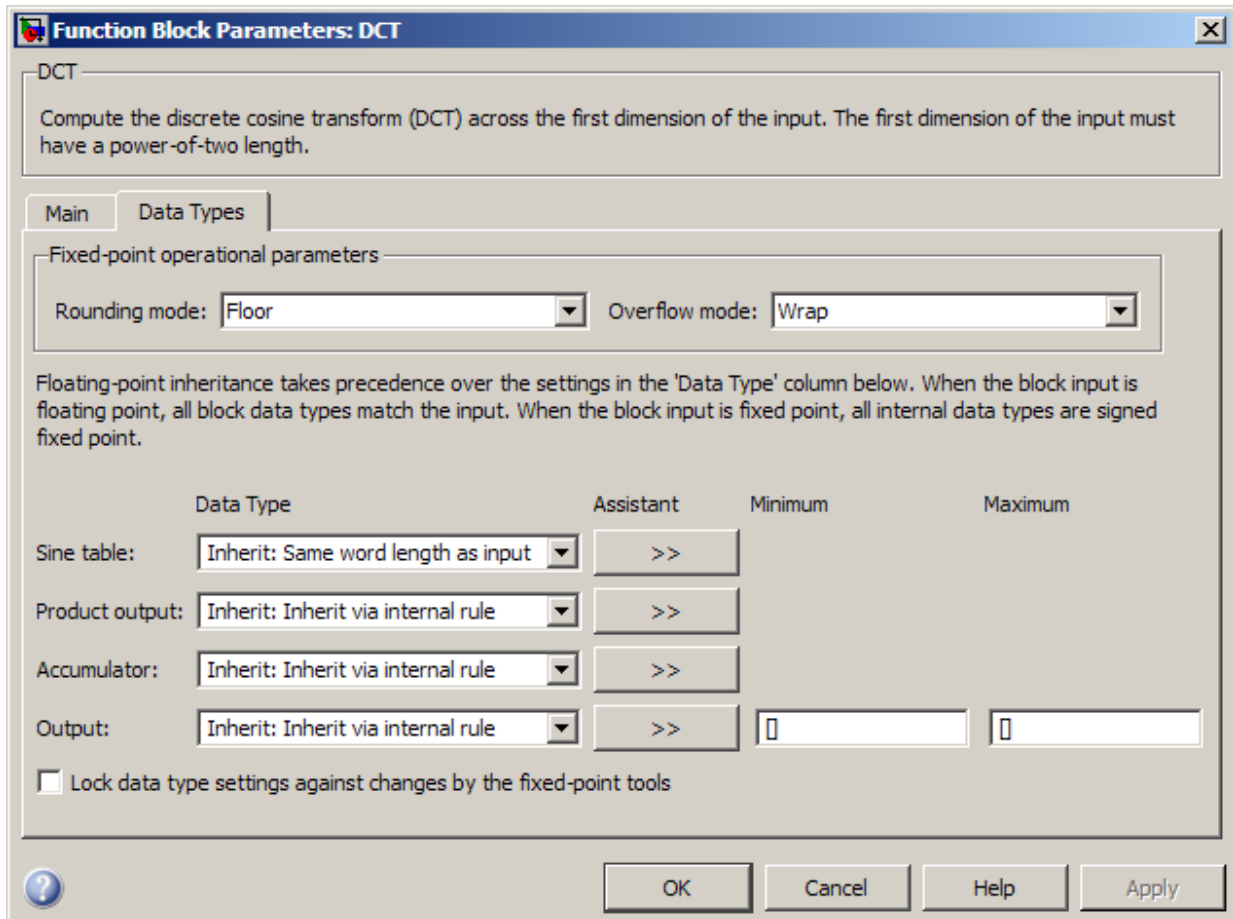 Function Block Parameters: DCT
DCT
Compute the discrete cosine transform (DCT) across the first dimension of the input. The first dimension of the input must
have a power-of-two length.
Main Data Types
Fixed-point operational parameters
Rounding mode: Floor Overflow mode: Wrap
Floating-point inheritance takes precedence over the settings in the 'Data Type' column below. When the block input is
floating point, all block data types match the input. When the block input is fixed point, all internal data types are signed
fixed point.
Data Type Assistant Minimum Maximum
Sine table: Inherit: Same word length as input >>
Product output: Inherit: Inherit via internal rule >>
Accumulator: Inherit: Inherit via internal rule >>
Output: Inherit: Inherit via internal rule >> [] []
Lock data type settings against changes by the fixed-point tools
? OK Cancel Help Apply